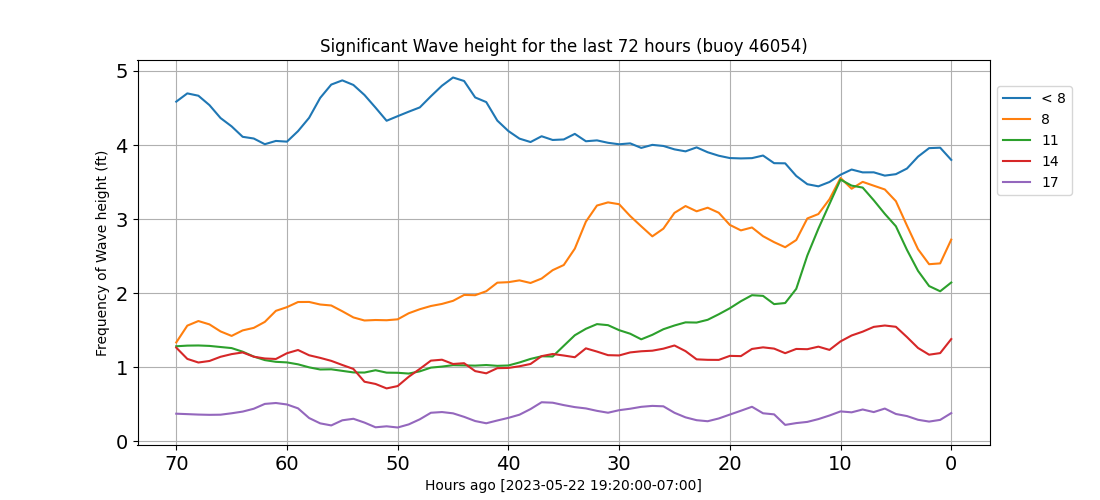 Significant Wave height for the last 72 hours (buoy 46054)
Frequency of Wave height (ft)
5
4
3
2
1
0
70 60 50 40 30 20 10 0
Hours ago [2023-05-22 19:20:00-07:00]
< 8
8
11
14
17